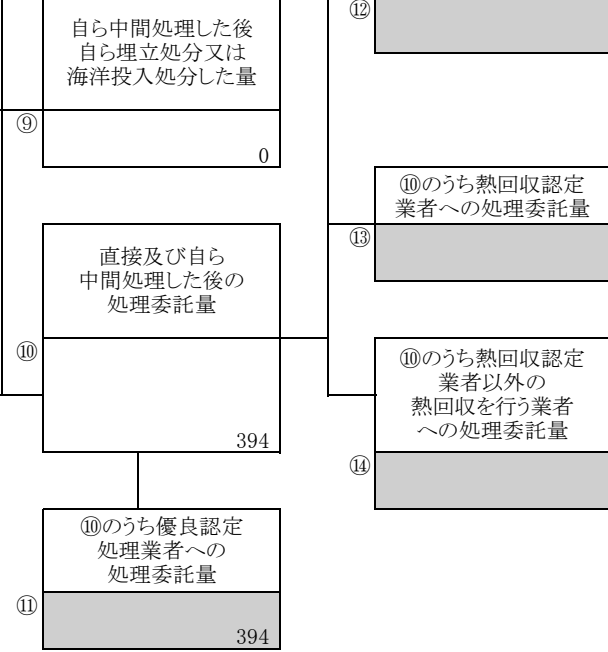 自ら中間処理した後
自ら埋立処分又は
海洋投入処分した量
⑨
0
直接及び自ら
中間処理した後の
処理委託量
⑩
394
⑩のうち優良認定
処理業者への
処理委託量
⑪
394
⑫
⑩のうち熱回収認定
業者への処理委託量
⑬
⑩のうち熱回収認定
業者以外の
熱回収を行う業者
への処理委託量
⑭